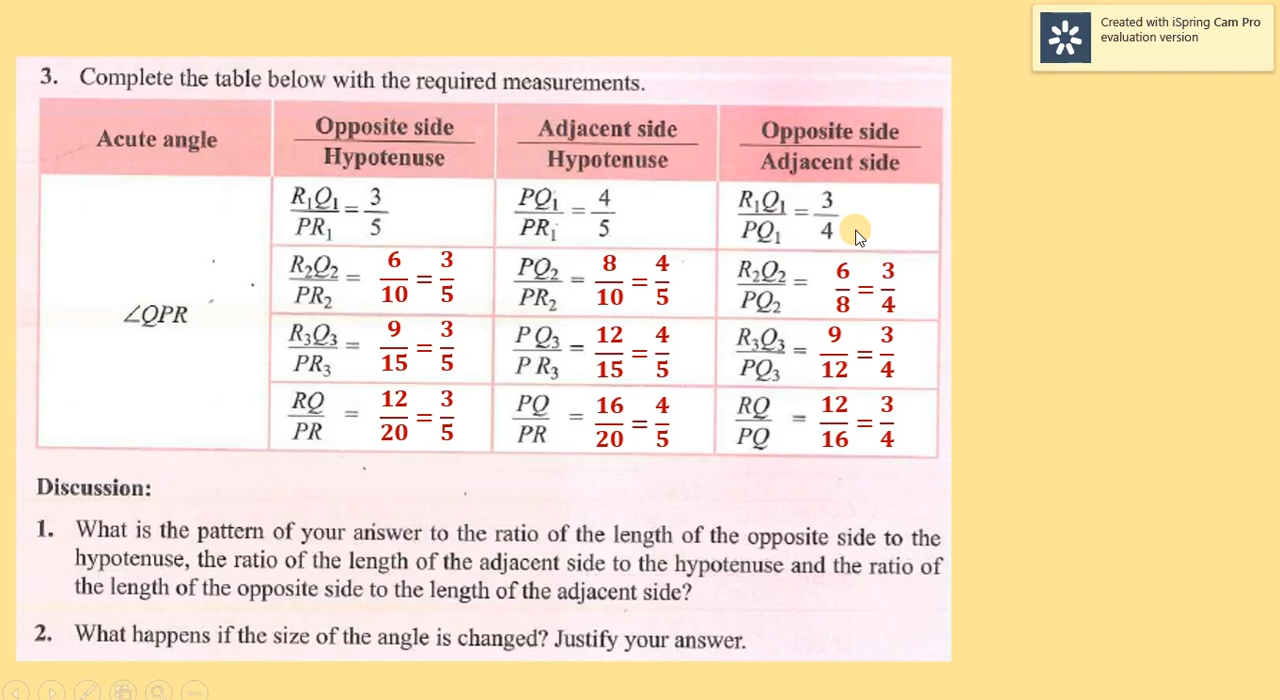 Created with iSpring Cam Pro
evaluation version
3. Complete the table below with the required measurements.
Acute angle
Opposite side / Hypotenuse
Adjacent side / Hypotenuse
Opposite side / Adjacent side
∠QPR
R₁Q₁/PR₁ = 3/5
PQ₁/PR₁ = 4/5
R₁Q₁/PQ₁ = 3/4
R₂Q₂/PR₂ = 6/10 = 3/5
PQ₂/PR₂ = 8/10 = 4/5
R₂Q₂/PQ₂ = 6/8 = 3/4
R₃Q₃/PR₃ = 9/15 = 3/5
PQ₃/PR₃ = 12/15 = 4/5
R₃Q₃/PQ₃ = 9/12 = 3/4
RQ/PR = 12/20 = 3/5
PQ/PR = 16/20 = 4/5
RQ/PQ = 12/16 = 3/4
Discussion:
1. What is the pattern of your answer to the ratio of the length of the opposite side to the
hypotenuse, the ratio of the length of the adjacent side to the hypotenuse and the ratio of
the length of the opposite side to the length of the adjacent side?
2. What happens if the size of the angle is changed? Justify your answer.